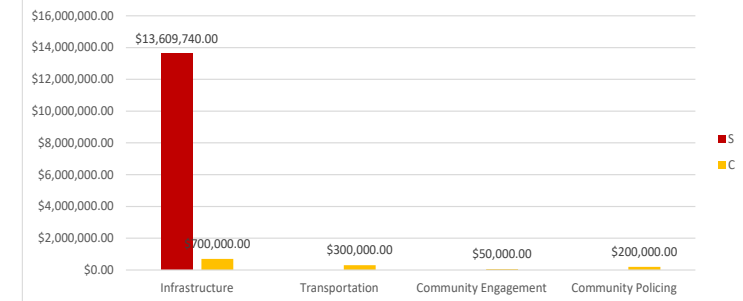 $16,000,000.00
$14,000,000.00
$12,000,000.00
$10,000,000.00
$8,000,000.00
$6,000,000.00
$4,000,000.00
$2,000,000.00
$0.00
$13,609,740.00
$700,000.00
$300,000.00
$50,000.00
$200,000.00
Infrastructure
Transportation
Community Engagement
Community Policing
S
C